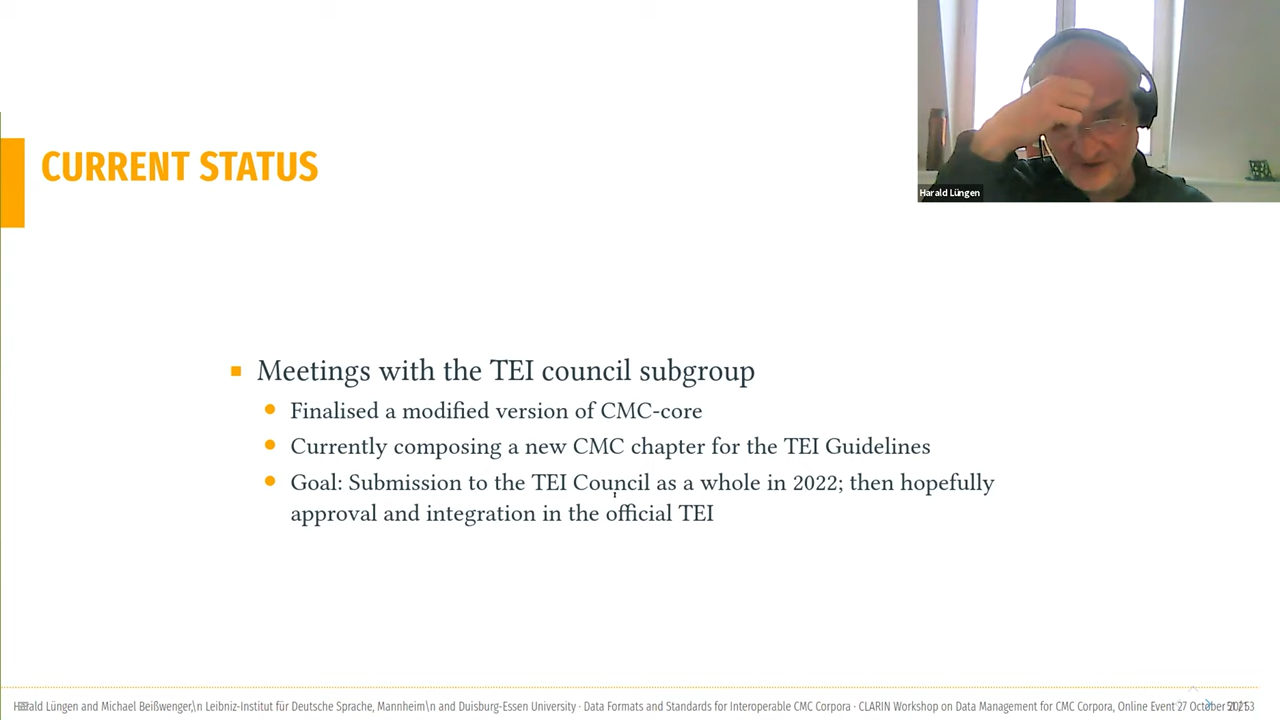 Harald Lüngen
CURRENT STATUS
Meetings with the TEI council subgroup
Finalised a modified version of CMC-core
Currently composing a new CMC chapter for the TEI Guidelines
Goal: Submission to the TEI Council as a whole in 2022; then hopefully
approval and integration in the official TEI
Harald Lüngen and Michael Beißwenger,\n Leibniz-Institut für Deutsche Sprache, Mannheim\n and Duisburg-Essen University · Data Formats and Standards for Interoperable CMC Corpora · CLARIN Workshop on Data Management for CMC Corpora, Online Event 27 October 2021